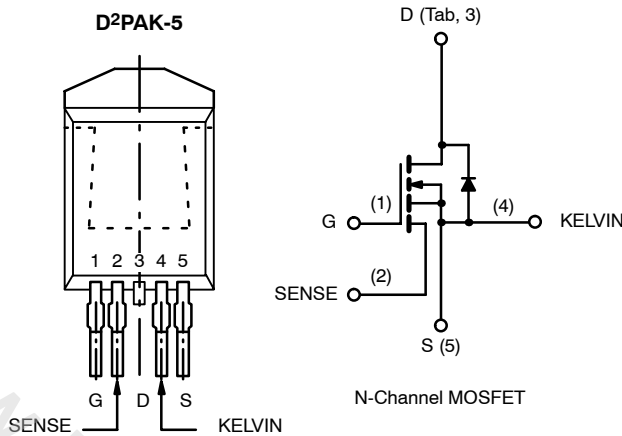 D²PAK-5
1 2 3 4 5
G D S
SENSE KELVIN
D (Tab, 3)
(1)
G
(4)
KELVIN
(2)
SENSE
S (5)
N-Channel MOSFET